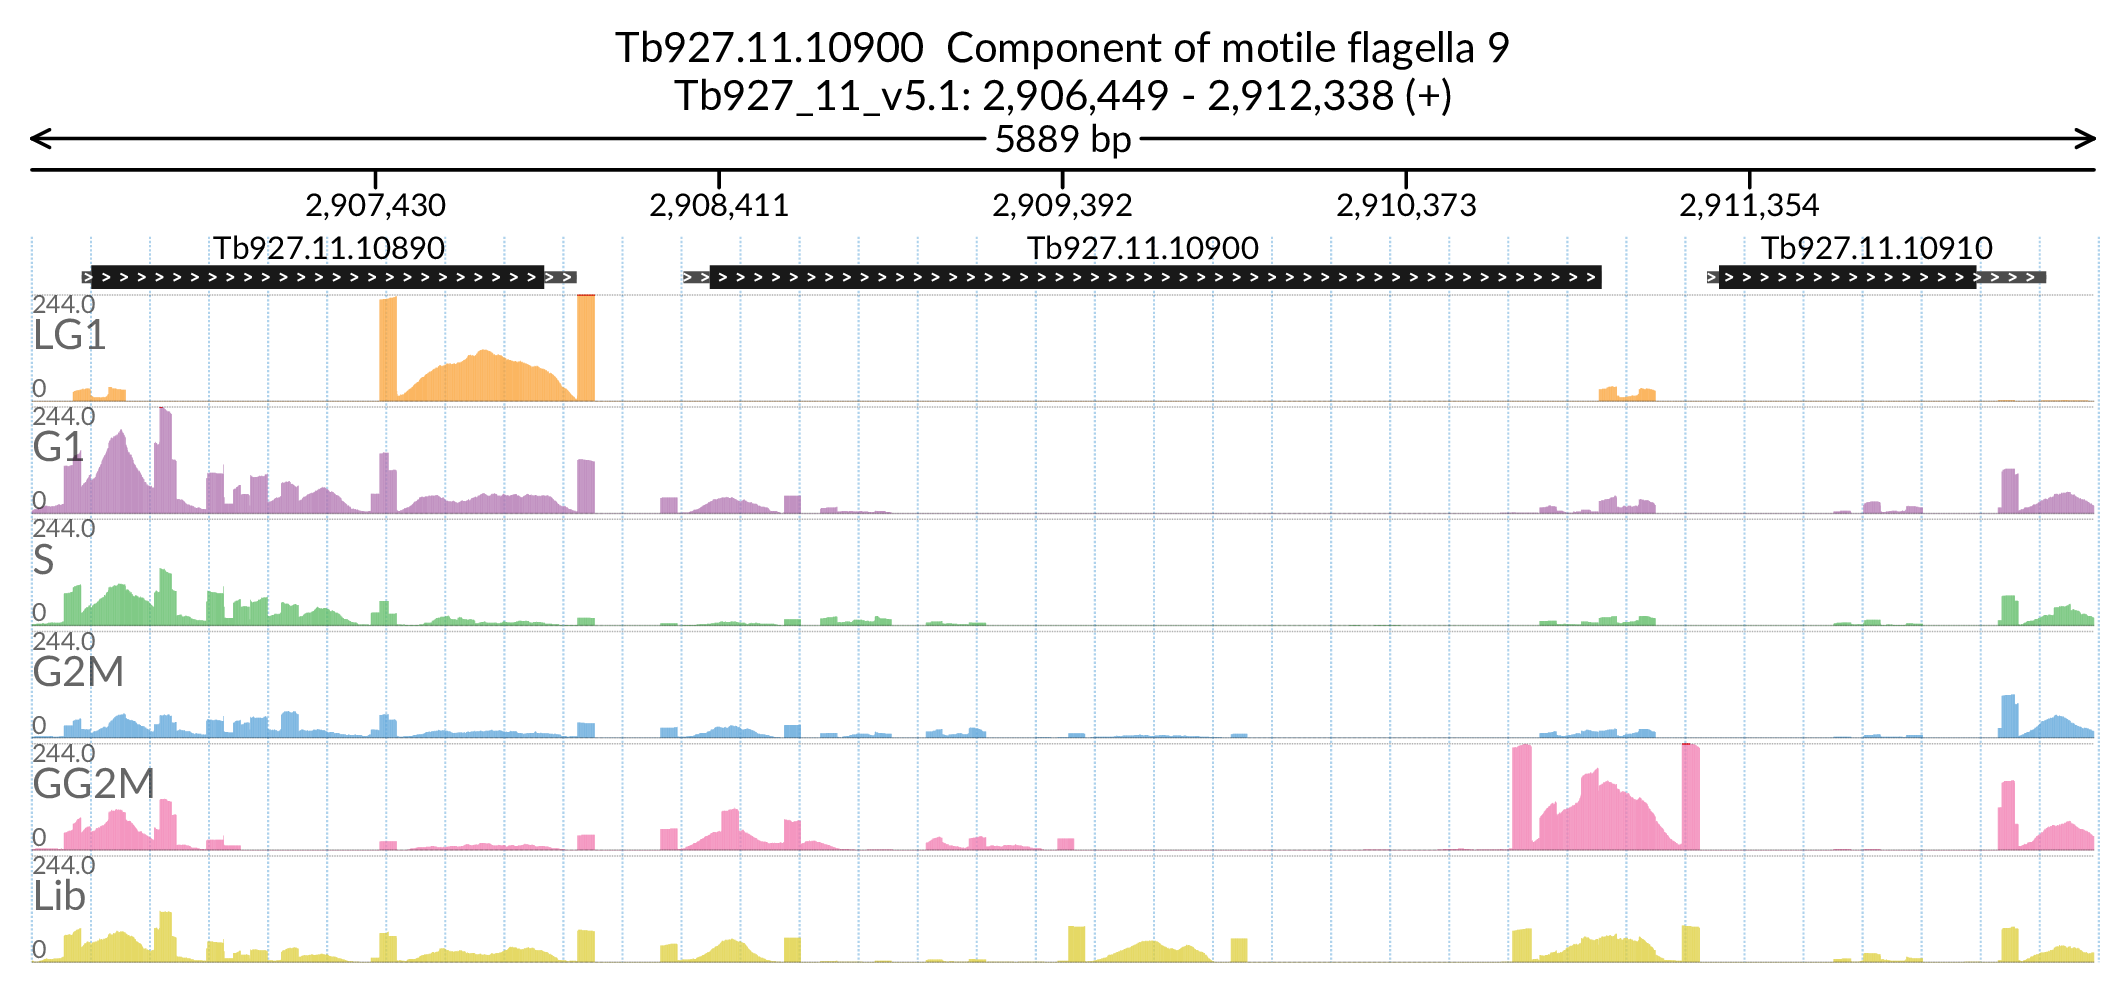 Tb927.11.10900 Component of motile flagella 9
Tb927_11_v5.1: 2,906,449 - 2,912,338 (+)
5889 bp
2,907,430 2,908,411 2,909,392 2,910,373 2,911,354
Tb927.11.10890 Tb927.11.10900 Tb927.11.10910
244.0
LG1
0
244.0
G1
0
244.0
S
0
244.0
G2M
0
244.0
GG2M
0
244.0
Lib
0